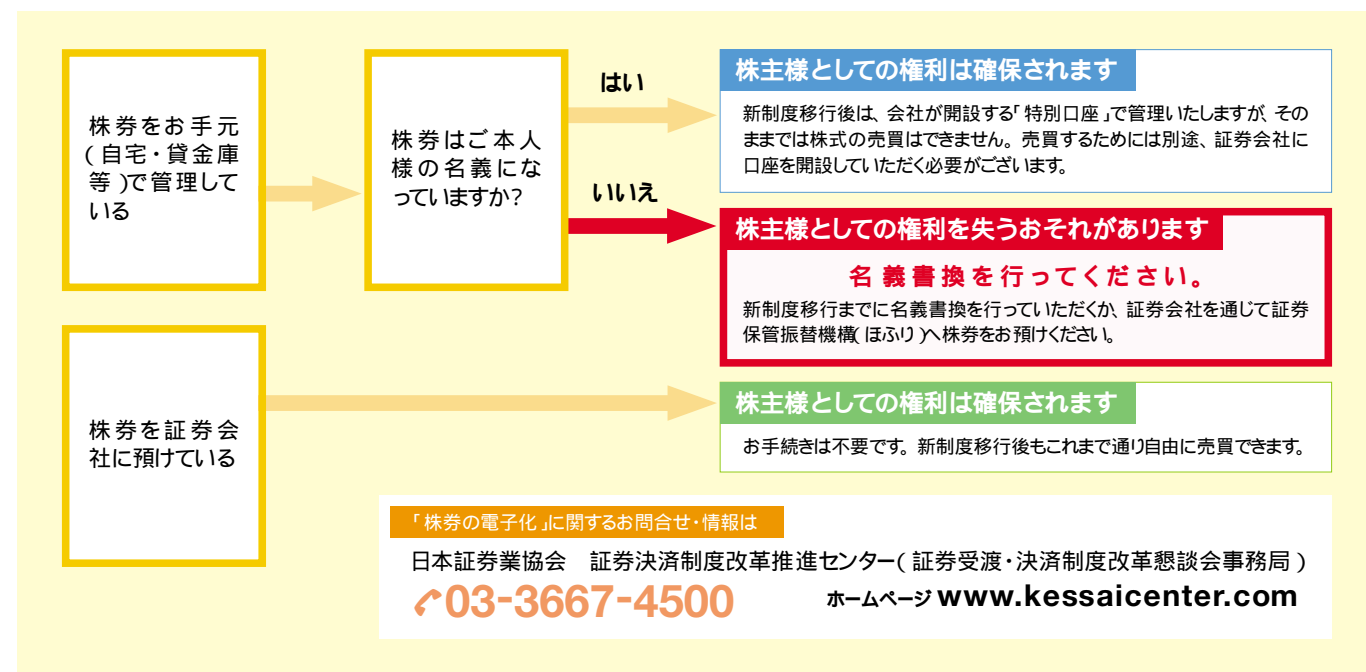 株券をお手元
(自宅・貸金庫
等)で管理して
いる
株券はご本人
様の名義にな
っていますか?
はい
いいえ
株主様としての権利は確保されます
新制度移行後は、会社が開設する「特別口座」で管理いたしますが、その
ままでは株式の売買はできません。売買するためには別途、証券会社に
口座を開設していただく必要がございます。
株主様としての権利を失うおそれがあります
名義書換を行ってください。
新制度移行までに名義書換を行っていただくか、証券会社を通じて証券
保管振替機構(ほふり)へ株券をお預けください。
株券を証券会
社に預けている
株主様としての権利は確保されます
お手続きは不要です。新制度移行後もこれまで通り自由に売買できます。
「株券の電子化」に関するお問合せ・情報は
日本証券業協会　証券決済制度改革推進センター(証券受渡・決済制度改革懇談会事務局)
03-3667-4500
ホームページ www.kessaicenter.com